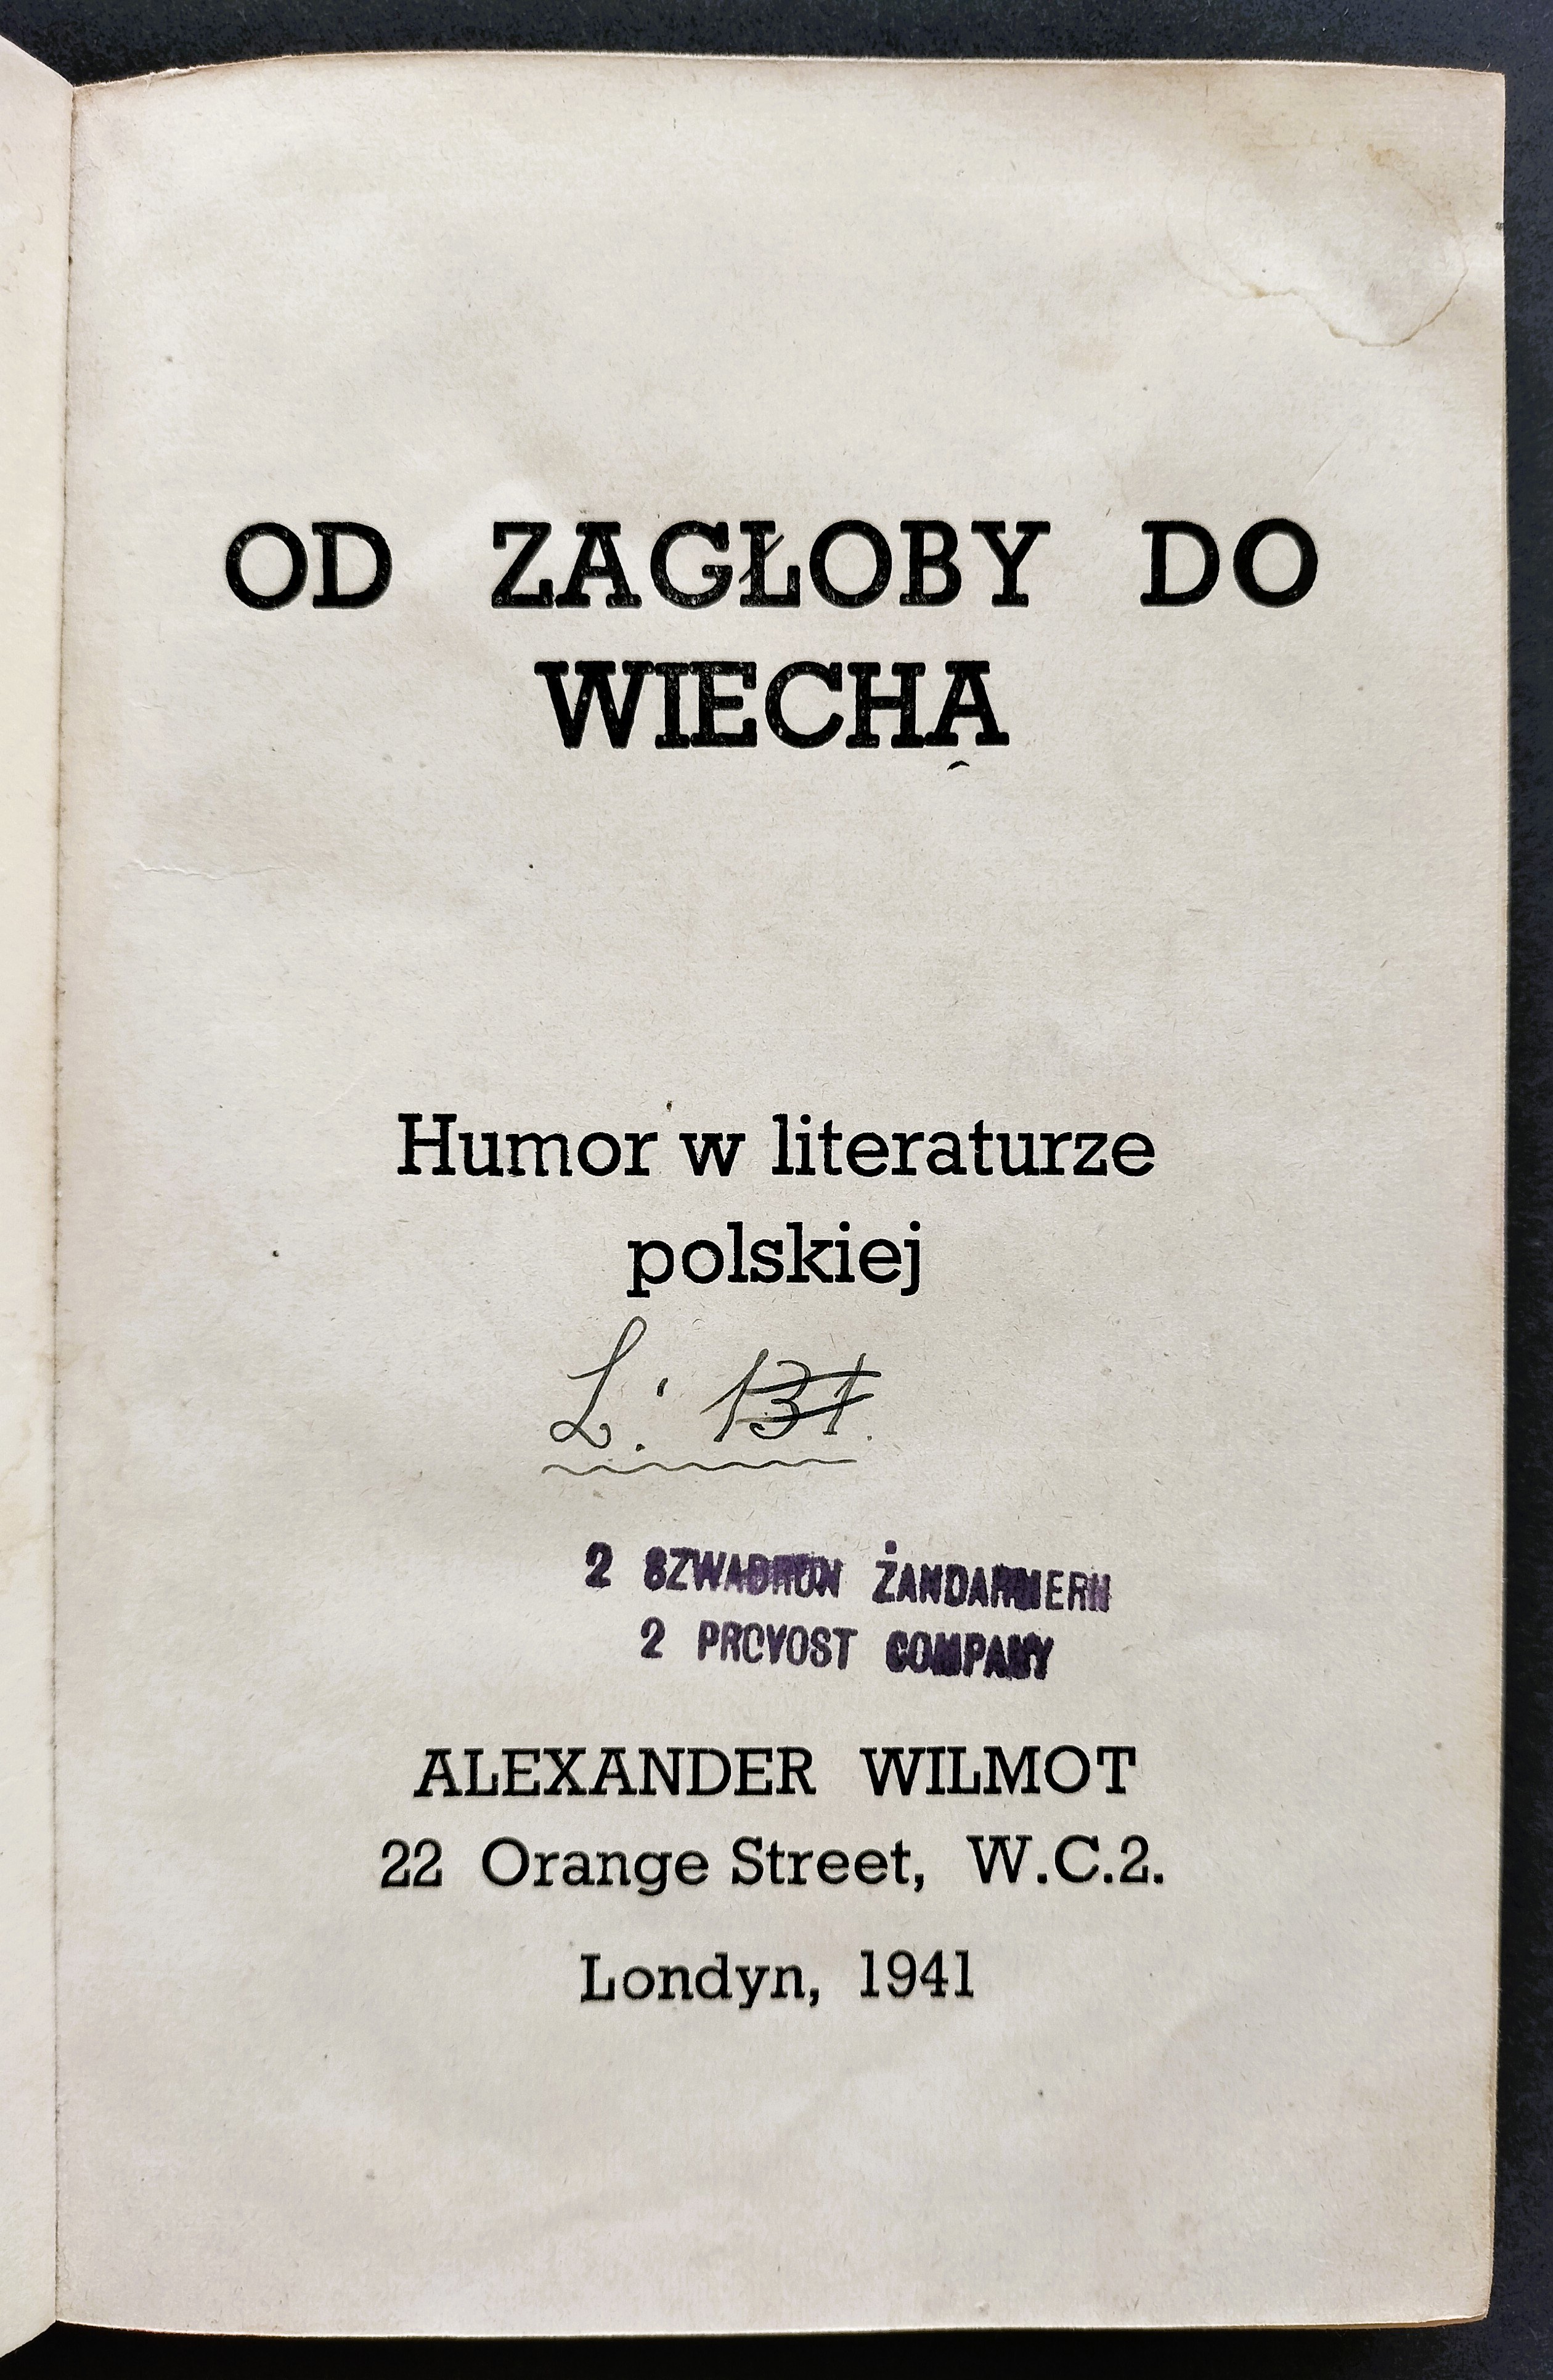 OD ZAGŁOBY DO
WIECHA
Humor w literaturze
polskiej
L. 131.
2 SZWADRON ŻANDARMERII
2 PROVOST COMPANY
ALEXANDER WILMOT
22 Orange Street, W.C.2.
Londyn, 1941